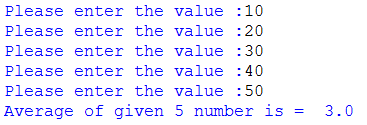 Please enter the value :10
Please enter the value :20
Please enter the value :30
Please enter the value :40
Please enter the value :50
Average of given 5 number is =  3.0